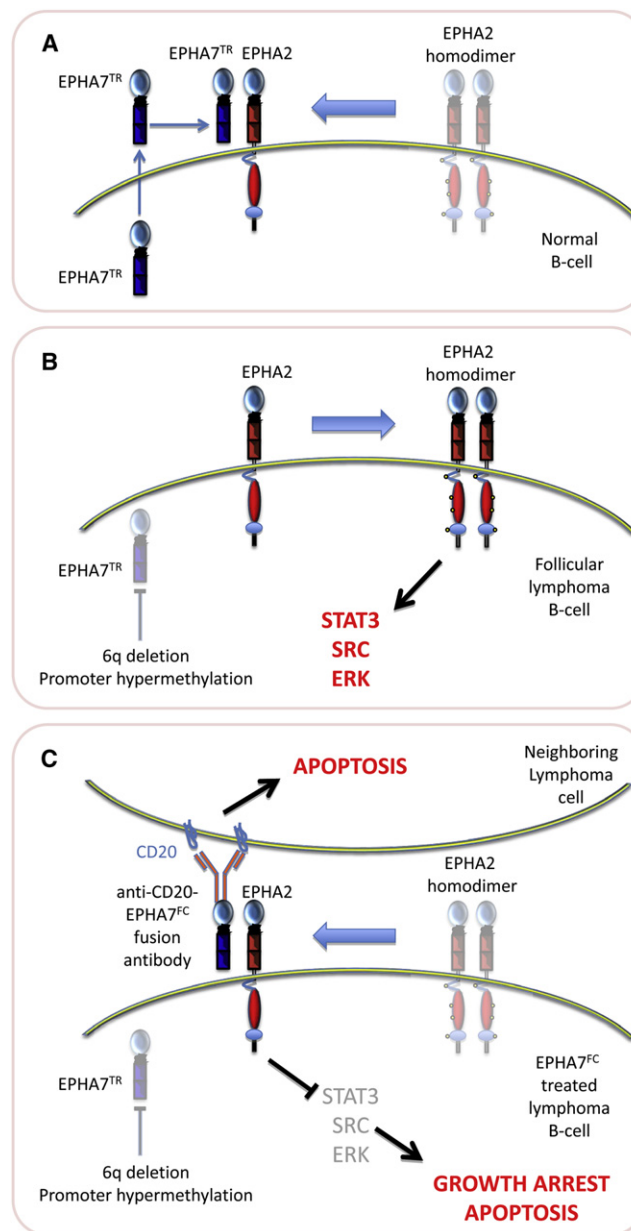 A
EPHA7TR
EPHA7TR
EPHA2
EPHA2
homodimer
EPHA7TR
Normal
B-cell
B
EPHA2
EPHA2
homodimer
EPHA7TR
6q deletion
Promoter hypermethylation
STAT3
SRC
ERK
Follicular
lymphoma
B-cell
C
APOPTOSIS
Neighboring
Lymphoma
cell
CD20
anti-CD20-
EPHA7FC
fusion
antibody
EPHA2
EPHA2
homodimer
EPHA7TR
6q deletion
Promoter hypermethylation
STAT3
SRC
ERK
EPHA7FC
treated
lymphoma
B-cell
GROWTH ARREST
APOPTOSIS